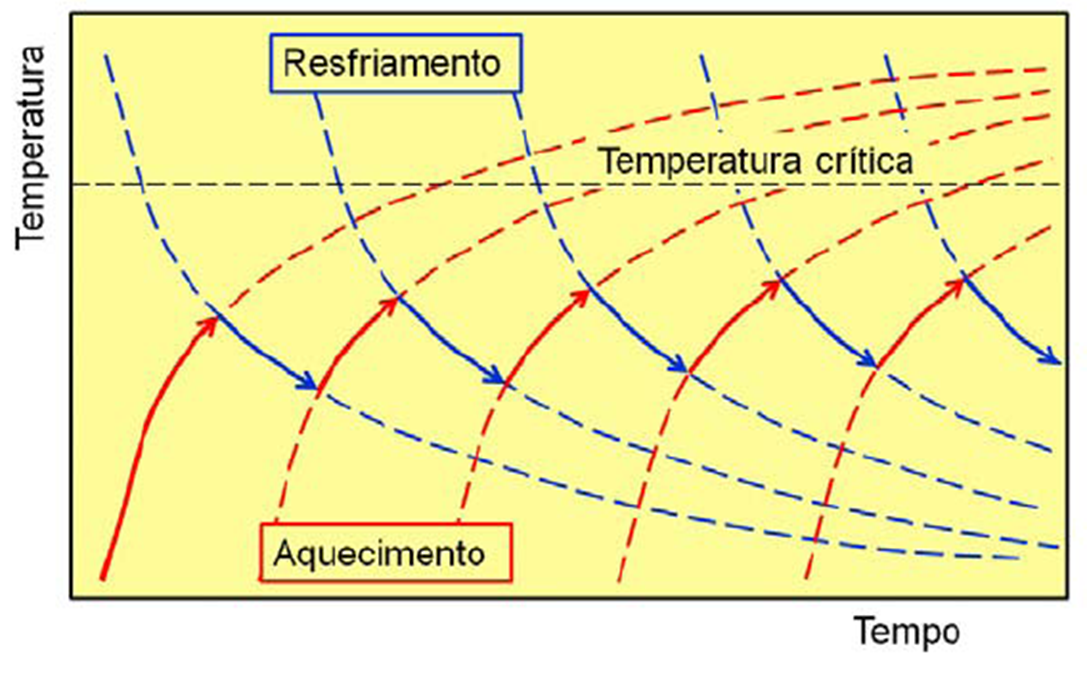 Resfriamento
Temperatura
Temperatura crítica
Aquecimento
Tempo